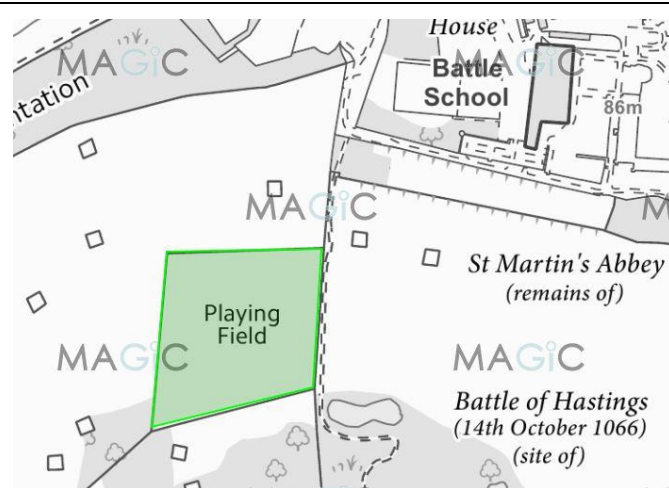 House
MAGiC
MAGiC
Battle
School
ntation
86m
MAGiC
M
St Martin's Abbey
(remains of)
Playing
Field
MAGiC
MAGiC
Battle of Hastings
(14th October 1066)
(site of)